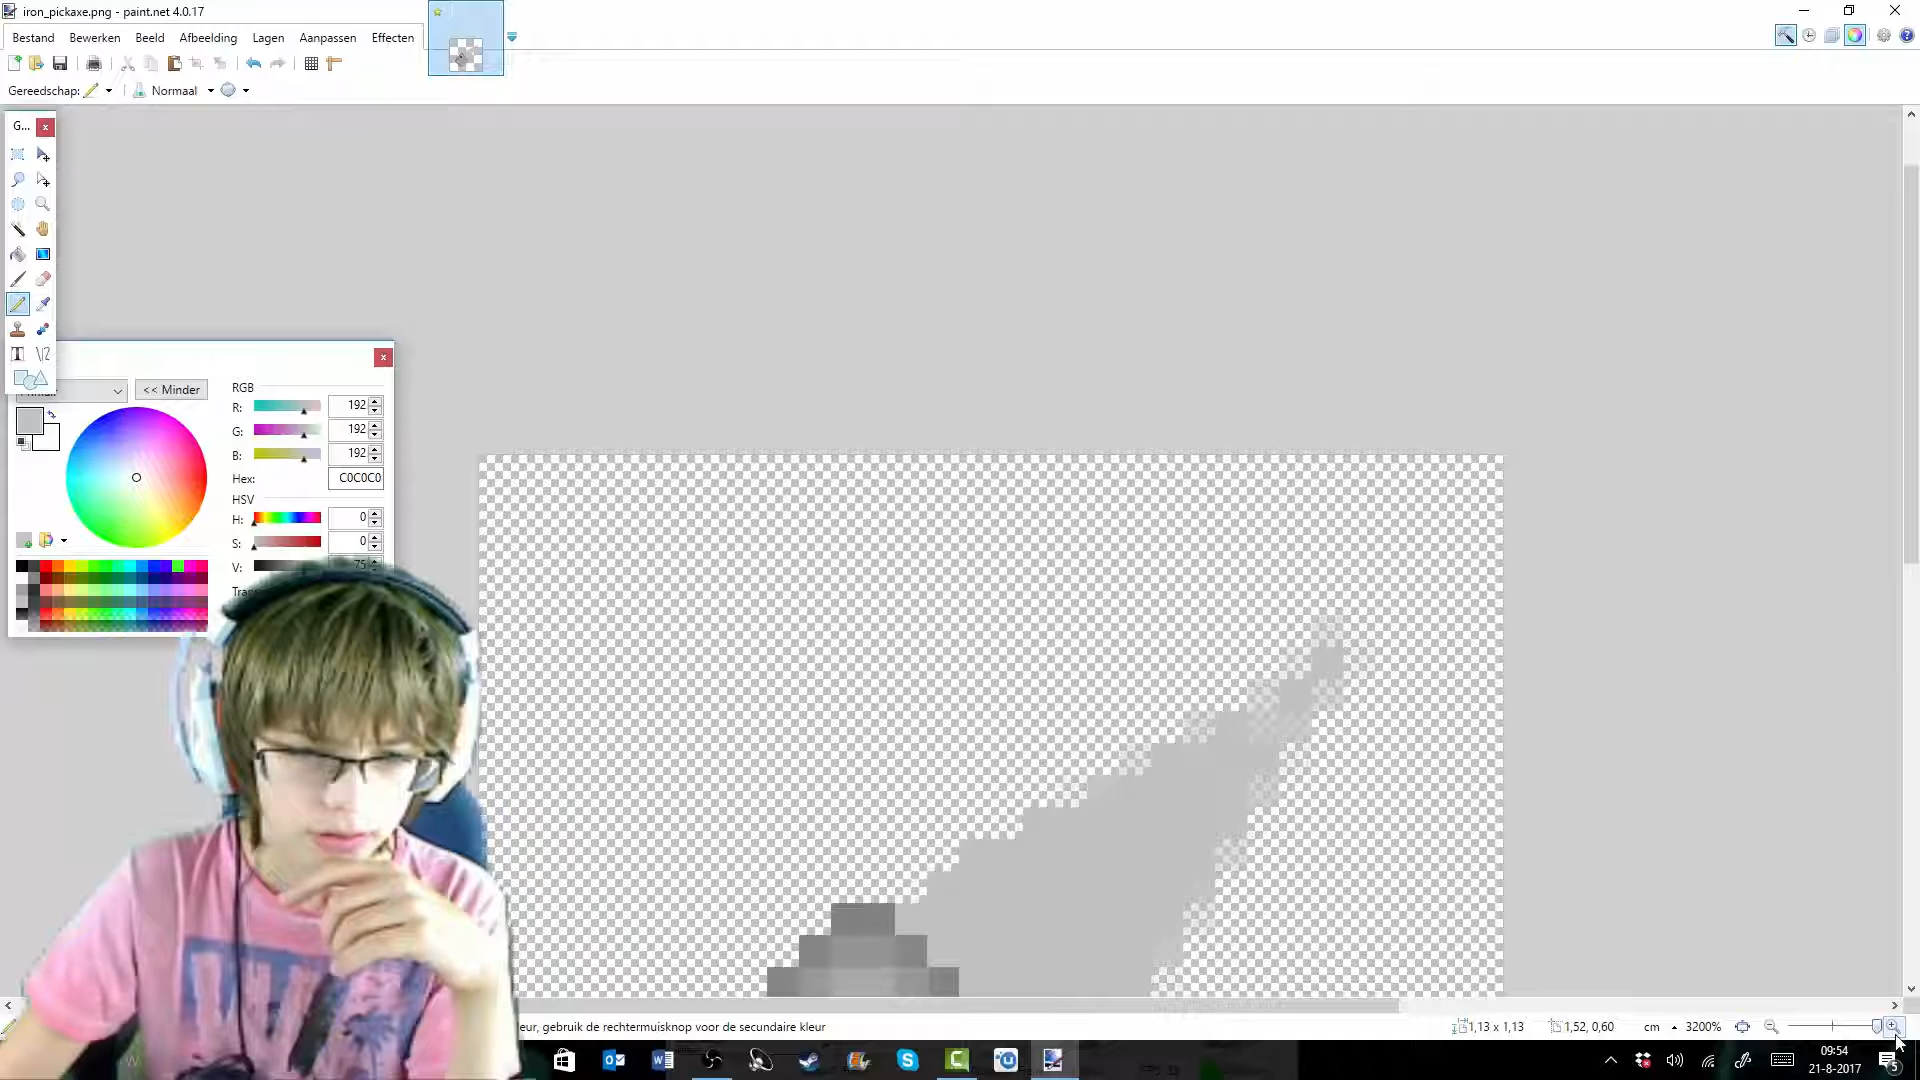 iron_pickaxe.png - paint.net 4.0.17
Bestand Bewerken Beeld Afbeelding Lagen Aanpassen Effecten
Gereedschap: Normaal
G...
<< Minder
RGB
R: 192
G: 192
B: 192
Hex: C0C0C0
HSV
H: 0
S: 0
V: 75
eur, gebruik de rechtermuisknop voor de secundaire kleur
1,13 x 1,13
1,52, 0,60
cm
3200%
09:54
21-8-2017
5